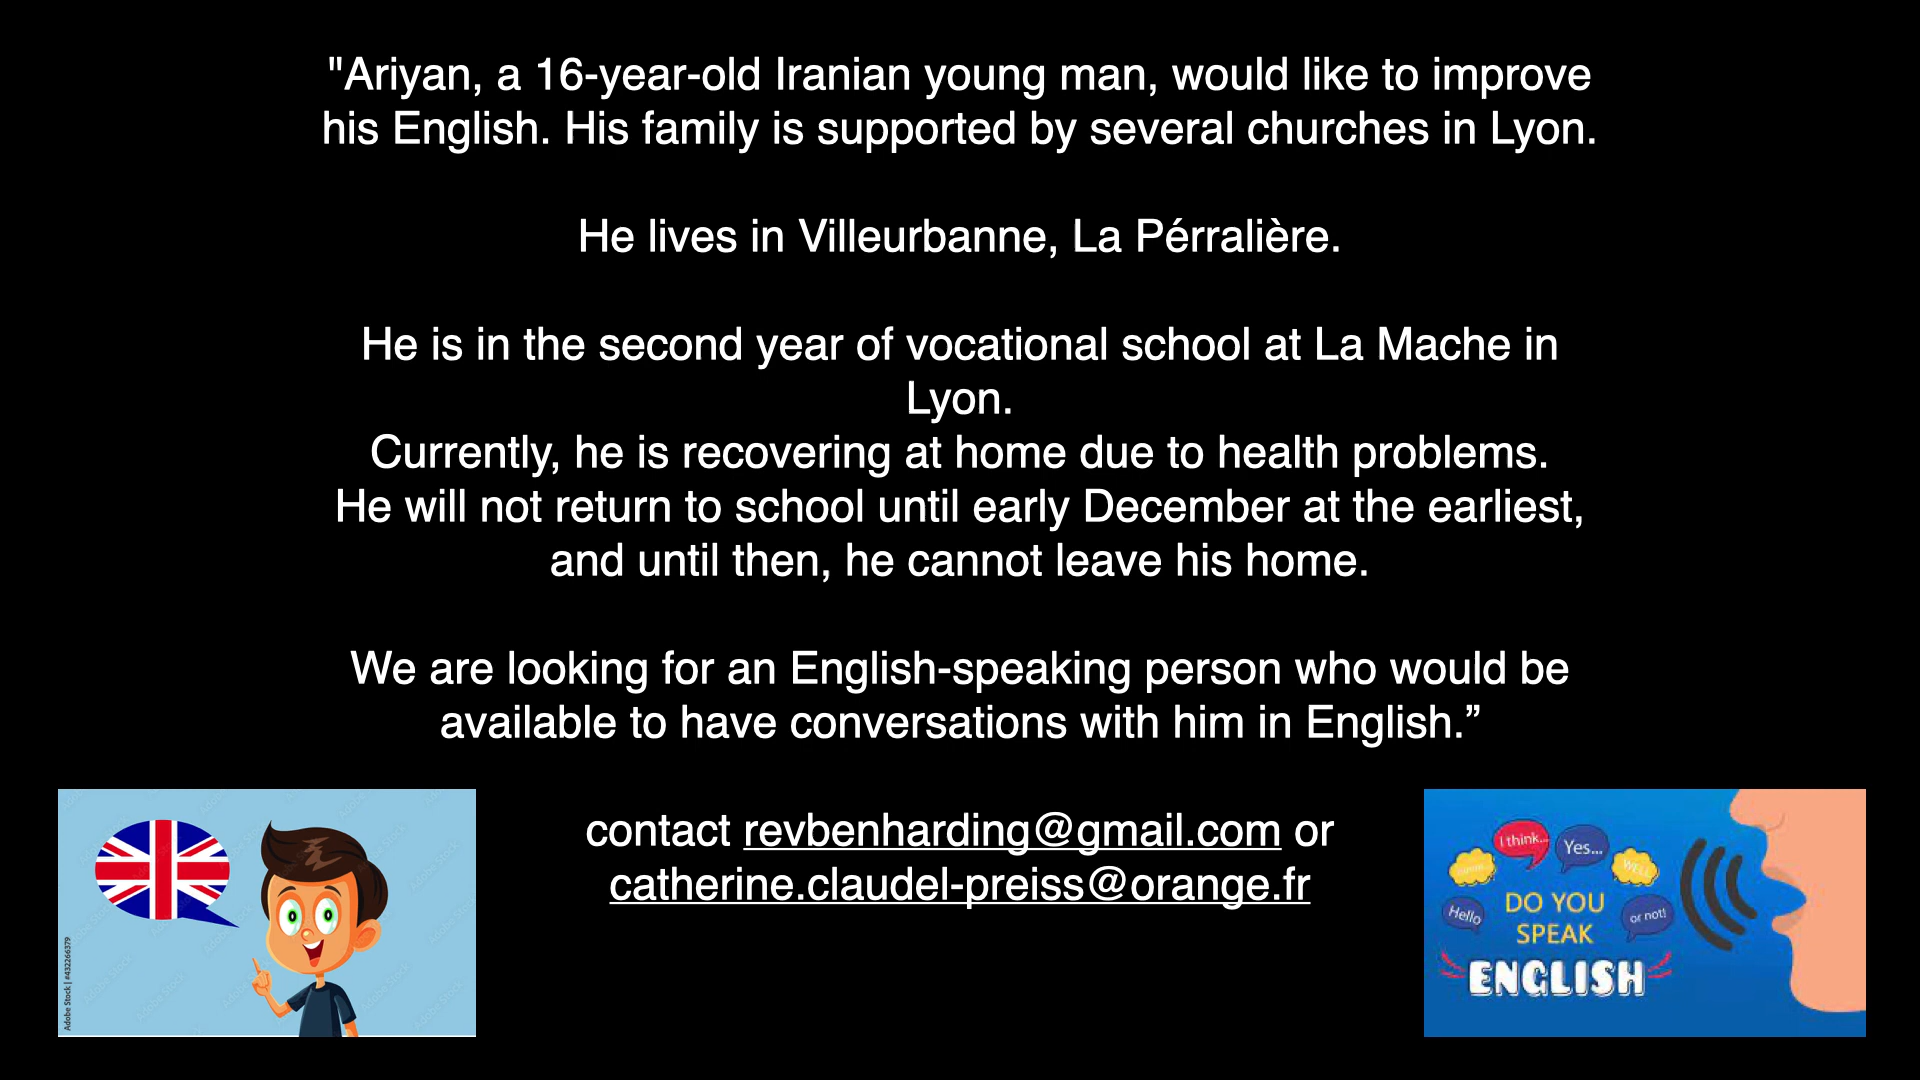 "Ariyan, a 16-year-old Iranian young man, would like to improve
his English. His family is supported by several churches in Lyon.
He lives in Villeurbanne, La Pérralière.
He is in the second year of vocational school at La Mache in
Lyon.
Currently, he is recovering at home due to health problems.
He will not return to school until early December at the earliest,
and until then, he cannot leave his home.
We are looking for an English-speaking person who would be
available to have conversations with him in English.”
contact revbenharding@gmail.com or
catherine.claudel-preiss@orange.fr
Adobe Stock | #432266379
I think...
Yes...
WELL
Hello
or not!
DO YOU
SPEAK
ENGLISH